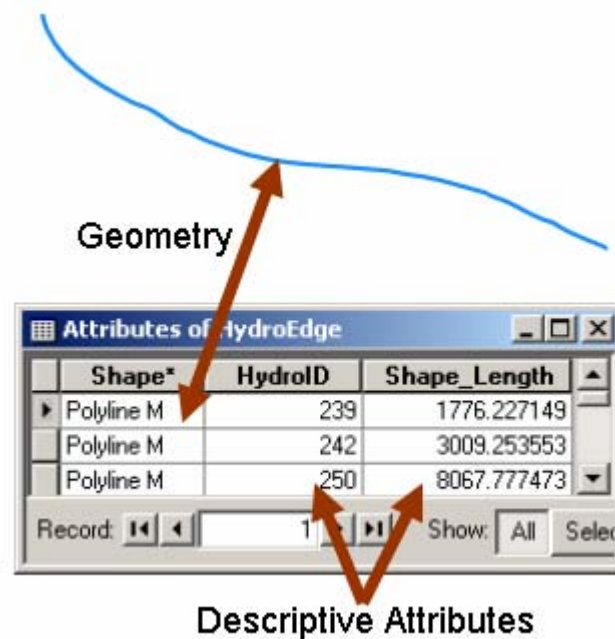 Geometry
Attributes of HydroEdge
Shape* HydroID Shape_Length
Polyline M 239 1776.227149
Polyline M 242 3009.253553
Polyline M 250 8067.777473
Record: 1 Show: All Selec
Descriptive Attributes